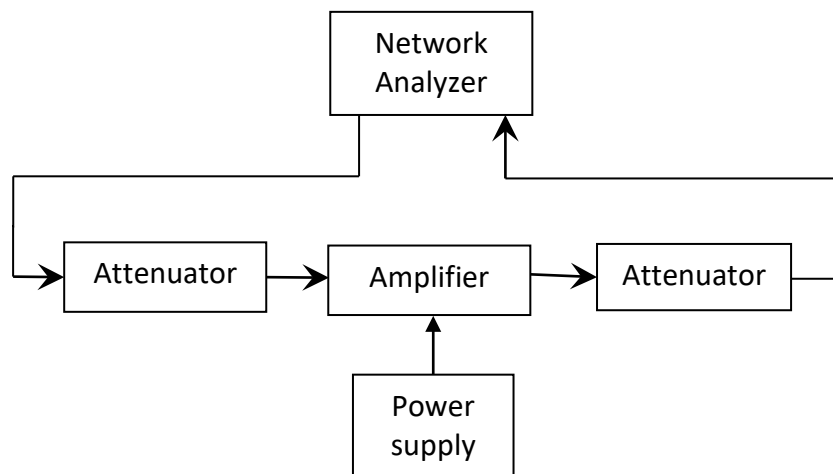 Network
Analyzer
Attenuator
Amplifier
Attenuator
Power
supply